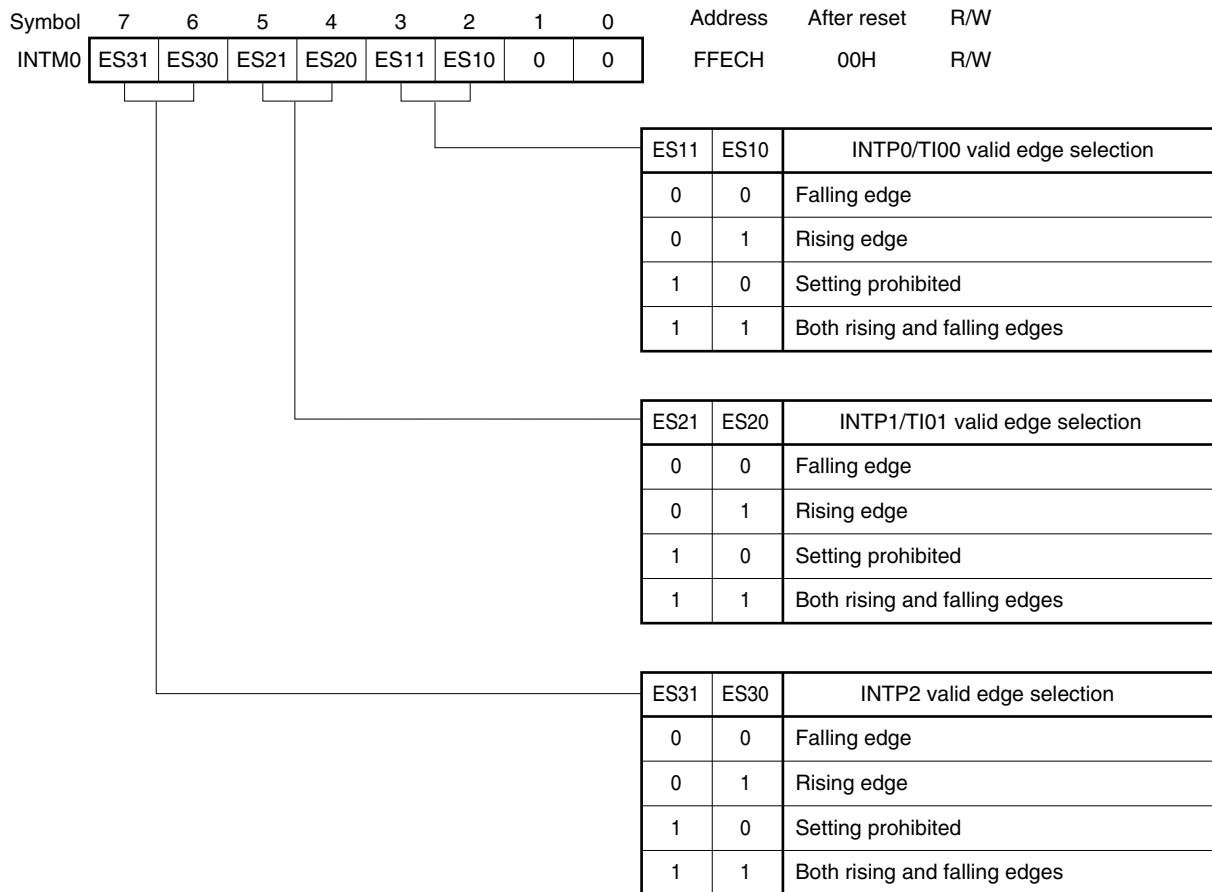 Symbol 7 6 5 4 3 2 1 0 Address After reset R/W
INTM0 ES31 ES30 ES21 ES20 ES11 ES10 0 0 FFECH 00H R/W
ES11 ES10 INTP0/TI00 valid edge selection
0 0 Falling edge
0 1 Rising edge
1 0 Setting prohibited
1 1 Both rising and falling edges
ES21 ES20 INTP1/TI01 valid edge selection
0 0 Falling edge
0 1 Rising edge
1 0 Setting prohibited
1 1 Both rising and falling edges
ES31 ES30 INTP2 valid edge selection
0 0 Falling edge
0 1 Rising edge
1 0 Setting prohibited
1 1 Both rising and falling edges